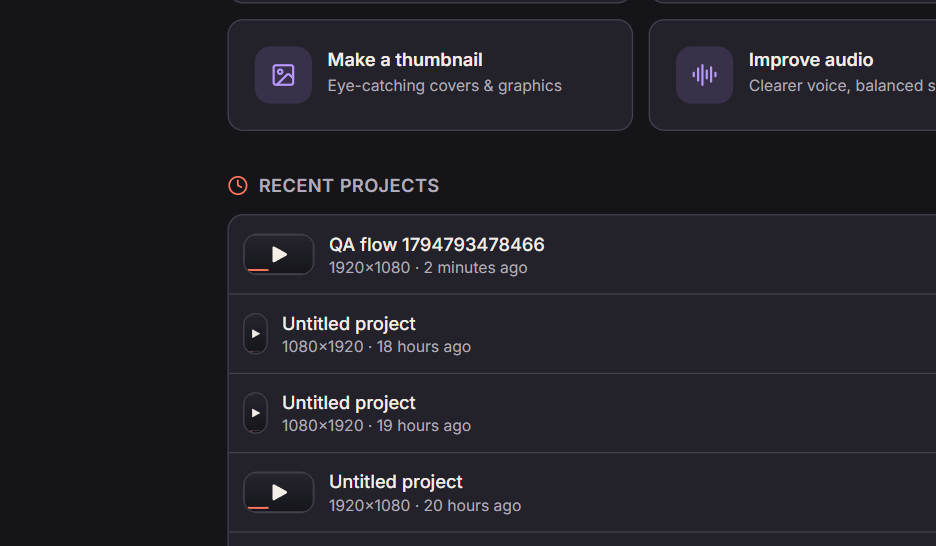 Make a thumbnail
Eye-catching covers & graphics
Improve audio
Clearer voice, balanced
RECENT PROJECTS
QA flow 1794793478466
1920×1080 · 2 minutes ago
Untitled project
1080×1920 · 18 hours ago
Untitled project
1080×1920 · 19 hours ago
Untitled project
1920×1080 · 20 hours ago